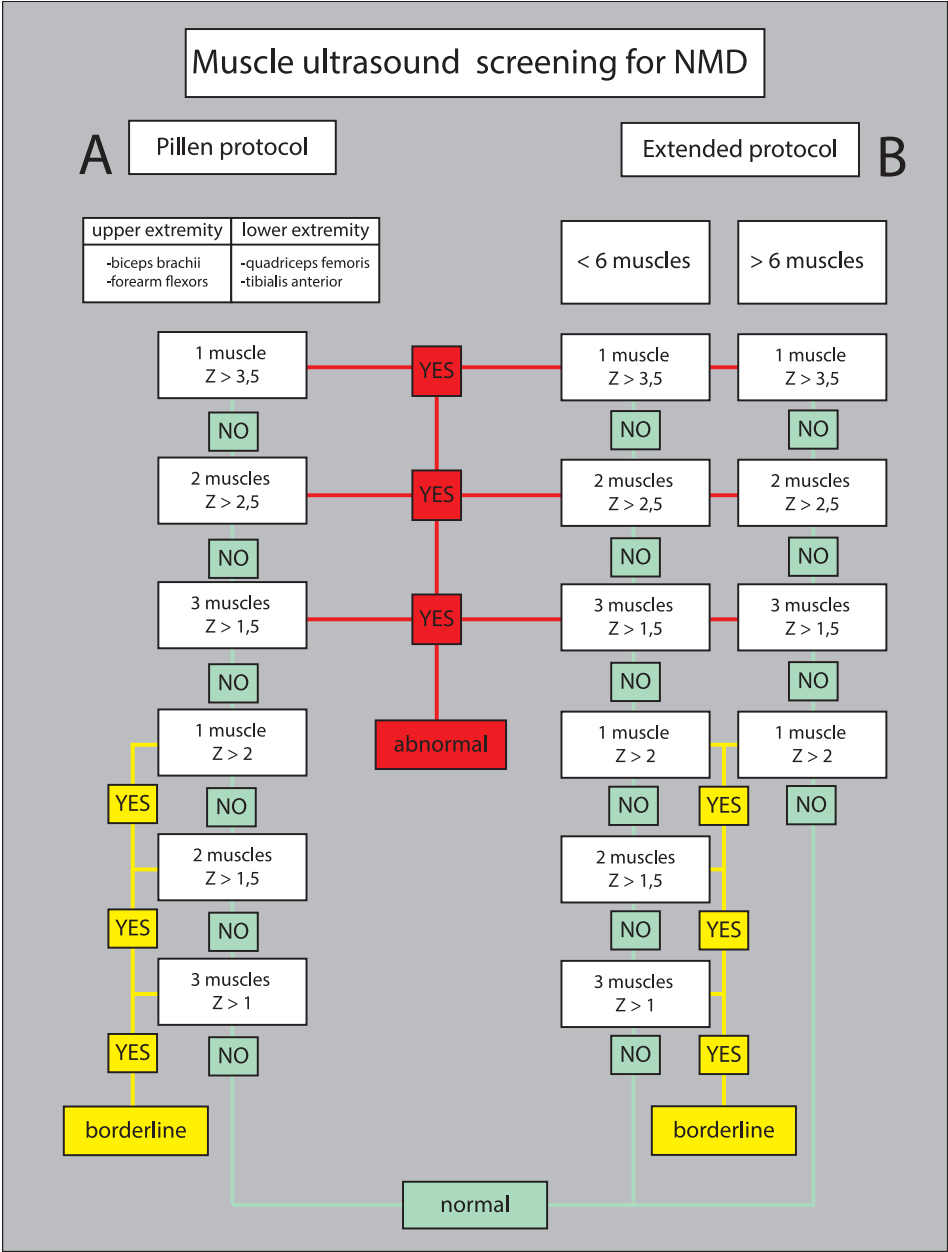 Muscle ultrasound screening for NMD
A
Pillen protocol
Extended protocol
B
upper extremity
lower extremity
-biceps brachii
-forearm flexors
-quadriceps femoris
-tibialis anterior
< 6 muscles
> 6 muscles
1 muscle
Z > 3,5
YES
1 muscle
Z > 3,5
1 muscle
Z > 3,5
NO
NO
NO
2 muscles
Z > 2,5
YES
2 muscles
Z > 2,5
2 muscles
Z > 2,5
NO
NO
NO
3 muscles
Z > 1,5
YES
3 muscles
Z > 1,5
3 muscles
Z > 1,5
NO
NO
NO
1 muscle
Z > 2
abnormal
1 muscle
Z > 2
1 muscle
Z > 2
YES
NO
NO
YES
NO
2 muscles
Z > 1,5
2 muscles
Z > 1,5
YES
NO
NO
YES
3 muscles
Z > 1
3 muscles
Z > 1
YES
NO
NO
YES
borderline
borderline
normal